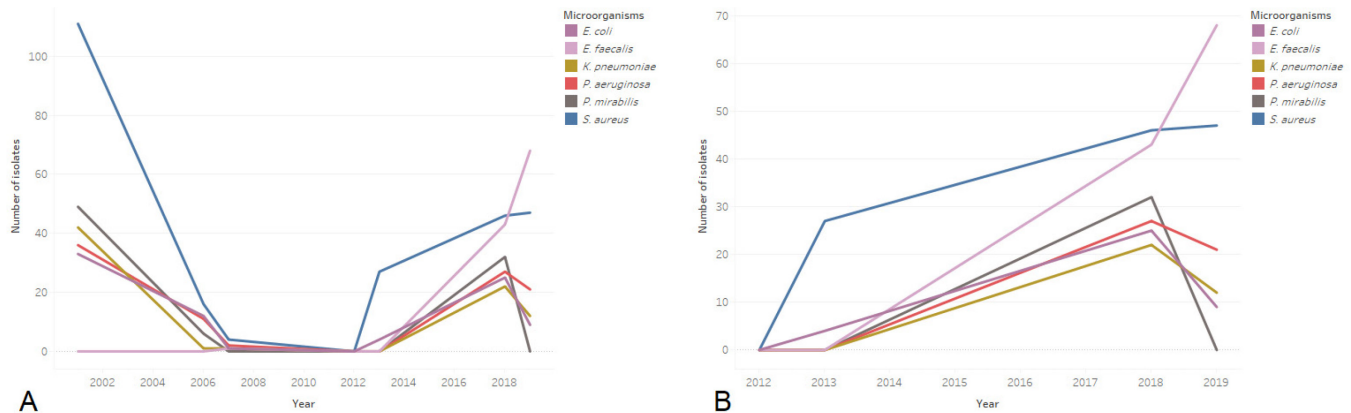 Microorganisms
E. coli
E. faecalis
K. pneumoniae
P. aeruginosa
P. mirabilis
S. aureus
Number of isolates
100
80
60
40
20
0
2002 2004 2006 2008 2010 2012 2014 2016 2018
Year
A
Microorganisms
E. coli
E. faecalis
K. pneumoniae
P. aeruginosa
P. mirabilis
S. aureus
Number of isolates
70
60
50
40
30
20
10
0
2012 2013 2014 2015 2016 2017 2018 2019
Year
B